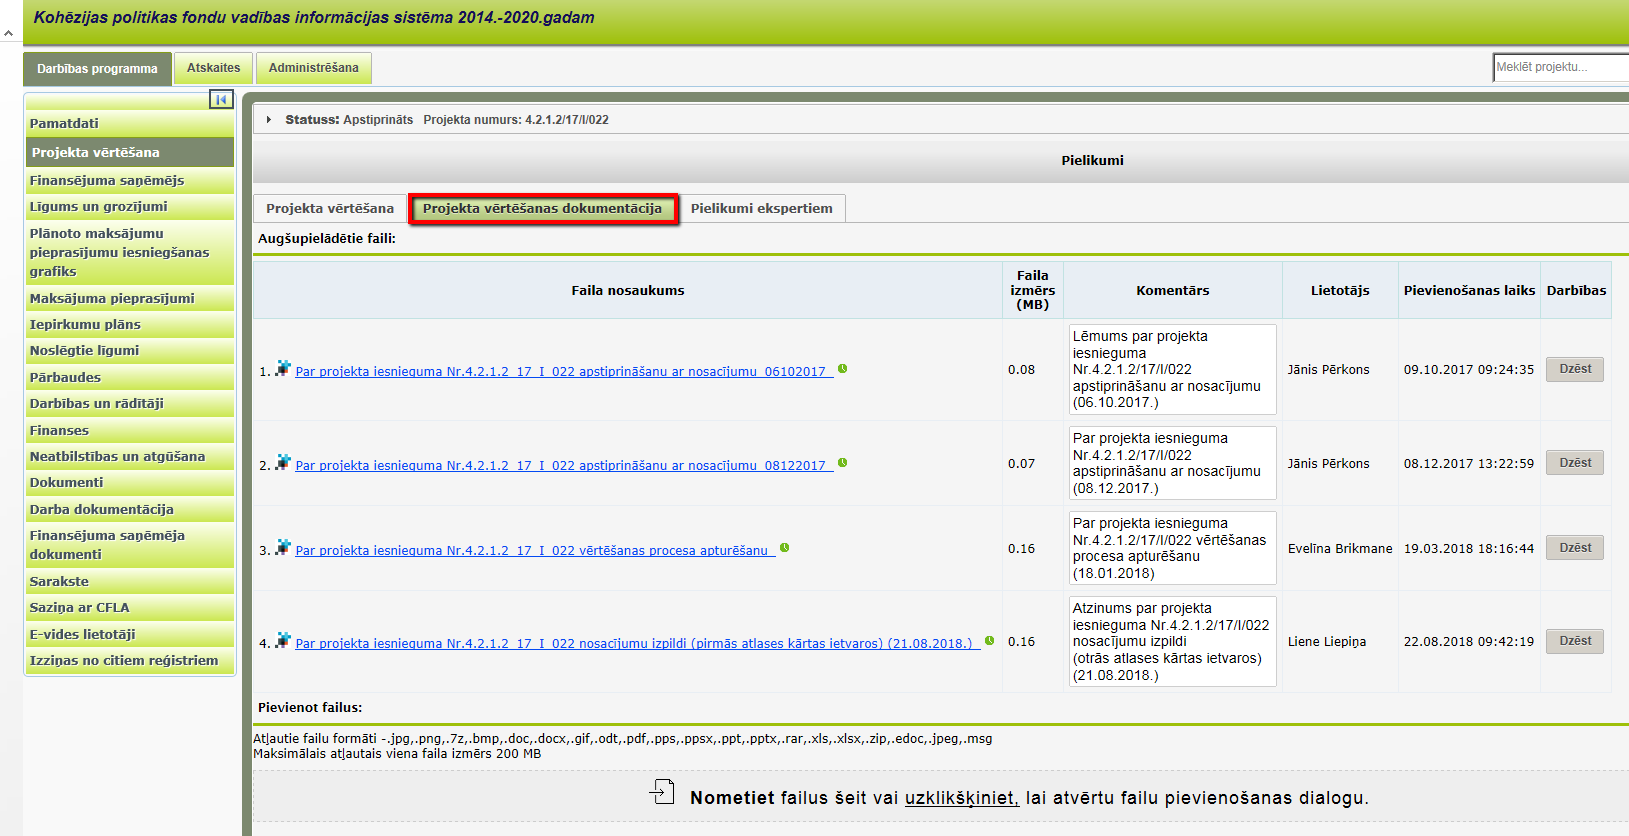 Kohēzijas politikas fondu vadības informācijas sistēma 2014.-2020.gadam
Darbības programma
Atskaites
Administrēšana
Meklēt projektu...
Pamatdati
Projekta vērtēšana
Finansējuma saņēmējs
Līgums un grozījumi
Plānoto maksājumu
pieprasījumu iesniegšanas
grafiks
Maksājuma pieprasījumi
Iepirkumu plāns
Noslēgtie līgumi
Pārbaudes
Darbības un rādītāji
Finanses
Neatbilstības un atgūšana
Dokumenti
Darba dokumentācija
Finansējuma saņēmēja
dokumenti
Sarakste
Saziņa ar CFLA
E-vides lietotāji
Izziņas no citiem reģistriem
Statuss: Apstiprināts Projekta numurs: 4.2.1.2/17/I/022
Pielikumi
Projekta vērtēšana
Projekta vērtēšanas dokumentācija
Pielikumi ekspertiem
Augšupielādētie faili:
Faila nosaukums
Faila
izmērs
(MB)
Komentārs
Lietotājs
Pievienošanas laiks
Darbības
1. Par projekta iesnieguma Nr.4.2.1.2_17_I_022 apstiprināšanu ar nosacījumu_06102017_
0.08
Lēmums par projekta
iesnieguma
Nr.4.2.1.2/17/I/022
apstiprināšanu ar nosacījumu
(06.10.2017.)
Jānis Pērkons
09.10.2017 09:24:35
Dzēst
2. Par projekta iesnieguma Nr.4.2.1.2_17_I_022 apstiprināšanu ar nosacījumu_08122017_
0.07
Par projekta iesnieguma
Nr.4.2.1.2/17/I/022
apstiprināšanu ar nosacījumu
(08.12.2017.)
Jānis Pērkons
08.12.2017 13:22:59
Dzēst
3. Par projekta iesnieguma Nr.4.2.1.2_17_I_022 vērtēšanas procesa apturēšanu_
0.16
Par projekta iesnieguma
Nr.4.2.1.2/17/I/022 vērtēšanas
procesa apturēšanu
(18.01.2018)
Evelīna Brikmane
19.03.2018 18:16:44
Dzēst
4. Par projekta iesnieguma Nr.4.2.1.2_17_I_022 nosacījumu izpildi (pirmās atlases kārtas ietvaros) (21.08.2018.)_
0.16
Atzinums par projekta
iesnieguma Nr.4.2.1.2/17/I/022
nosacījumu izpildi
(otrās atlases kārtas ietvaros)
(21.08.2018.)
Liene Liepiņa
22.08.2018 09:42:19
Dzēst
Pievienot failus:
Atļautie failu formāti -.jpg,.png,.7z,.bmp,.doc,.docx,.gif,.odt,.pdf,.pps,.ppsx,.ppt,.pptx,.rar,.xls,.xlsx,.zip,.edoc,.jpeg,.msg
Maksimālais atļautais viena faila izmērs 200 MB
Nometiet failus šeit vai uzklikšķiniet, lai atvērtu failu pievienošanas dialogu.